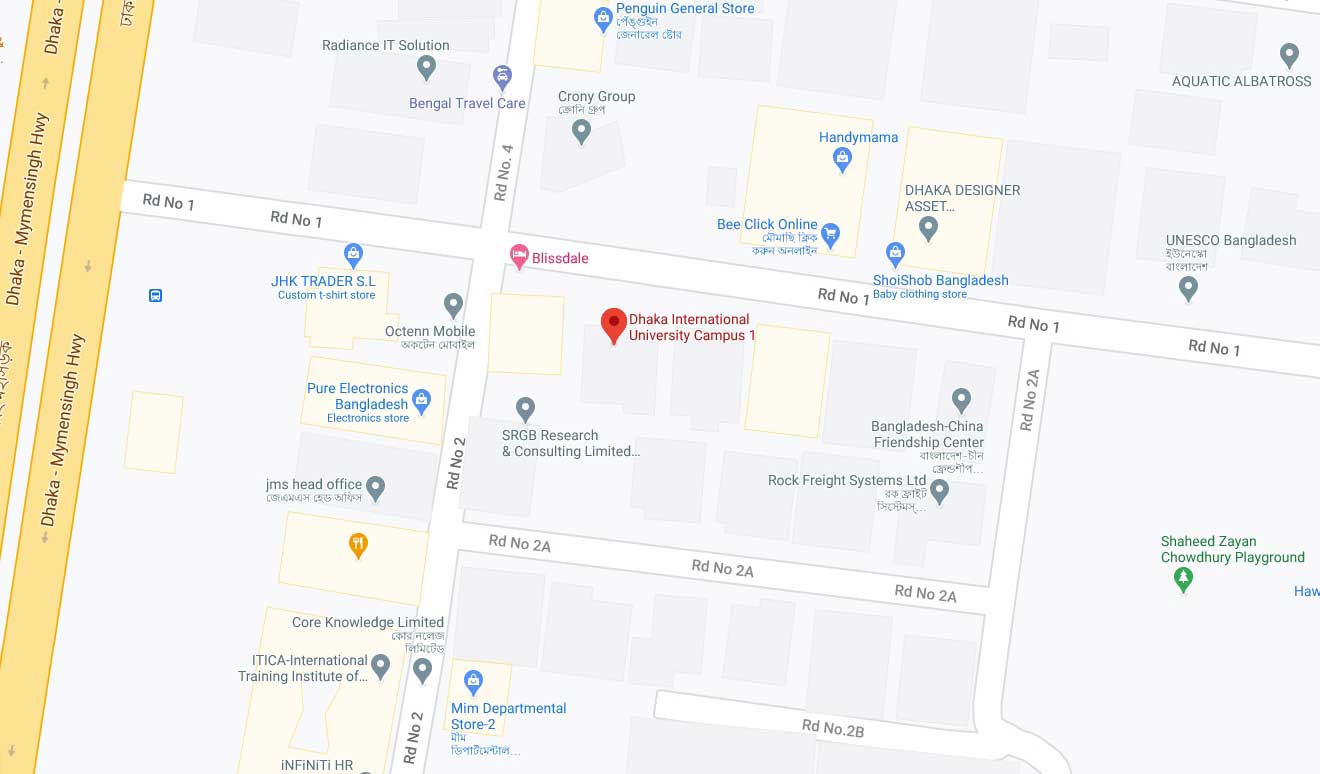 Penguin General Store
পেঙ্গুইন
জেনারেল ষ্টোর
Dhaka -
ঢাক
Radiance IT Solution
Bengal Travel Care
Crony Group
ক্রোনি গ্রুপ
AQUATIC ALBATROSS
Handymama
Dhaka - Mymensingh Hwy
Rd No. 4
DHAKA DESIGNER
ASSET...
Rd No 1
Rd No 1
Bee Click Online
মৌমাছি ক্লিক
করুন অনলাইন
UNESCO Bangladesh
ইউনেস্কো
বাংলাদেশ
Blissdale
JHK TRADER S.L
Custom t-shirt store
ShoiShob Bangladesh
Baby clothing store
Rd No 1
Octenn Mobile
অকটেন মোবাইল
Dhaka International
University Campus 1
Rd No 1
Rd No 1
Dhaka - Mymensingh Hwy
Pure Electronics
Bangladesh
Electronics store
Rd No 2A
SRGB Research
& Consulting Limited...
Bangladesh-China
Friendship Center
বাংলাদেশ-চীন
ফ্রেন্ডশীপ...
Rd No 2
jms head office
জেএমএস হেড অফিস
Rock Freight Systems Ltd
রক ফ্রাইট
সিস্টেমস্...
Rd No 2A
Rd No 2A
Rd No 2A
Shaheed Zayan
Chowdhury Playground
Haw
Core Knowledge Limited
কোর নলেজ
লিমিটেড
ITICA-International
Training Institute of...
Mim Departmental
Store-2
মীম
ডিপার্টমেন্টাল...
Rd No 2
Rd No.2B
iNFiNiTi HR